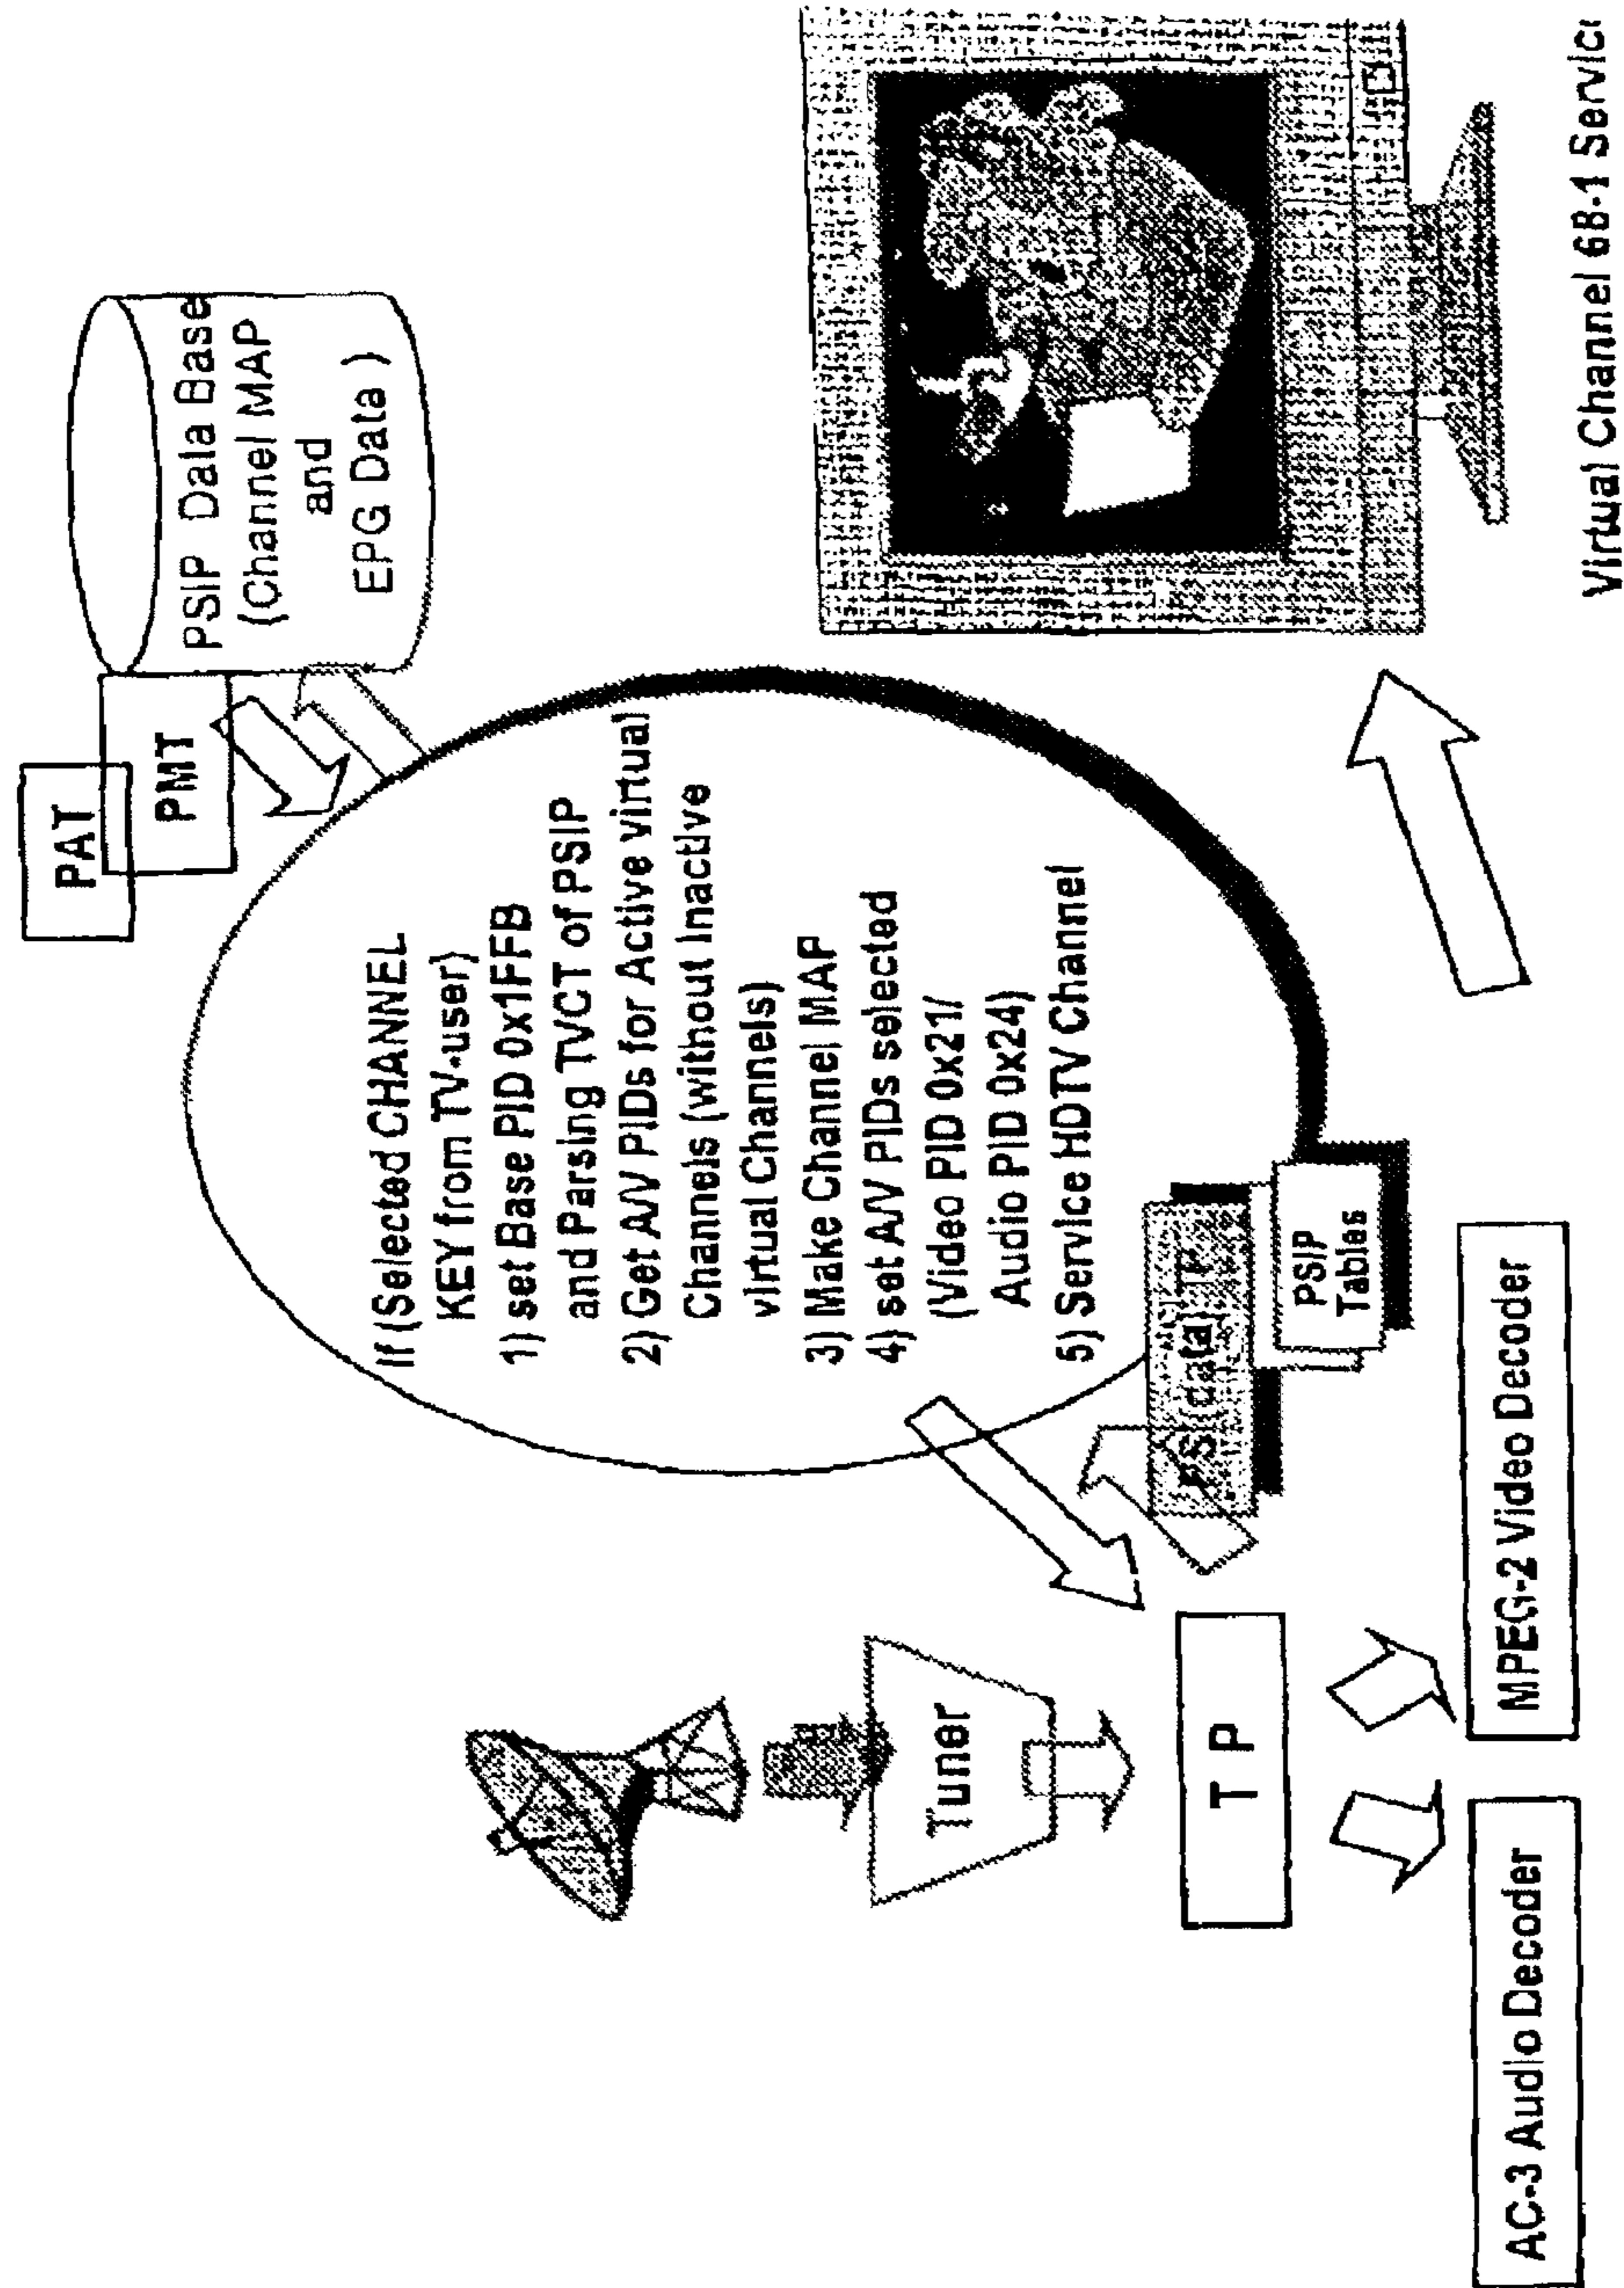 PAT
PMT
PSIP Data Base
(Channel MAP
and
EPG Data )
If (Selected CHANNEL
KEY from TV-user)
1) set Base PID 0x1FFB
and Parsing TVCT of PSIP
2) Get A/V PIDs for Active virtual
Channels (without Inactive
virtual Channels)
3) Make Channel MAP
4) set A/V PIDs selected
(Video PID 0x21/
Audio PID 0x24)
5) Service HDTV Channel
Tuner
T P
PSIP
Tables
AC-3 Audio Decoder
MPEG-2 Video Decoder
Virtual Channel 68-1